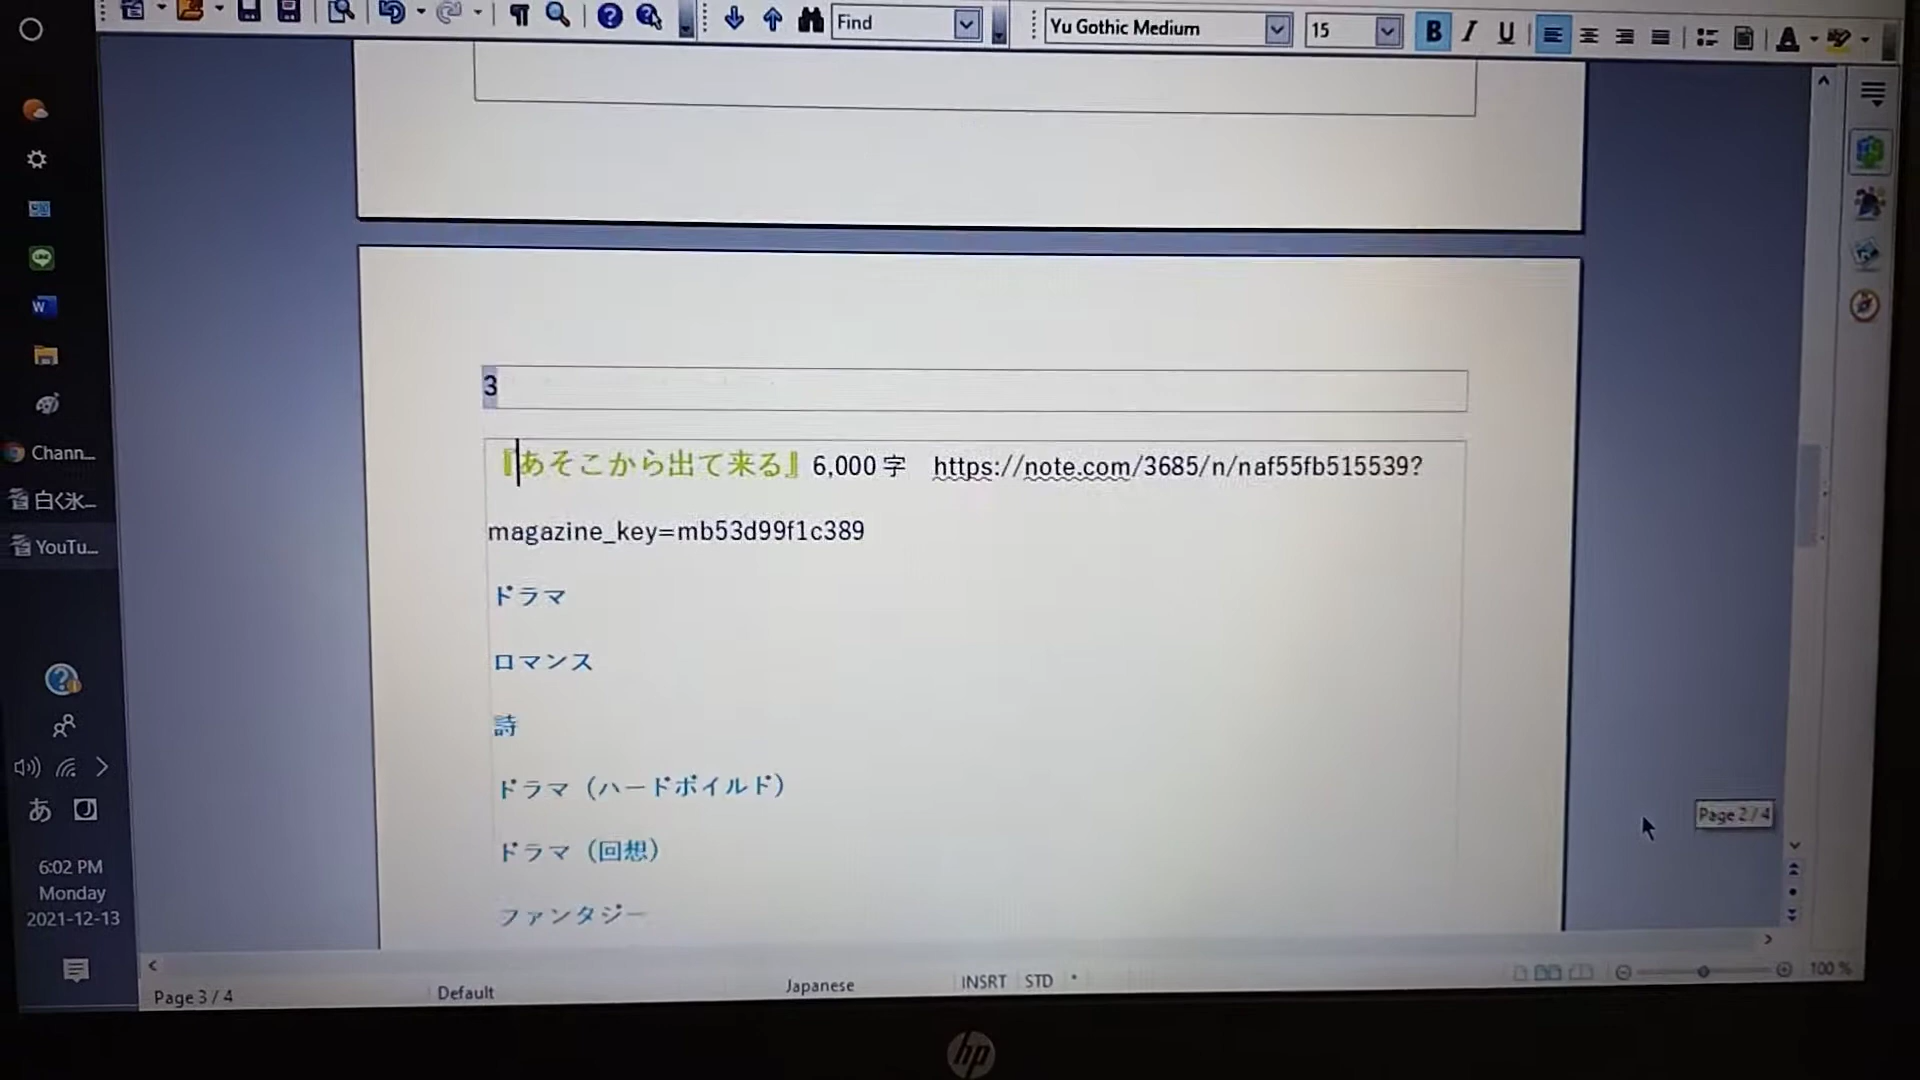 Find
Yu Gothic Medium
15
3
『あそこから出て来る』6,000字 https://note.com/3685/n/naf55fb515539?
magazine_key=mb53d99f1c389
ドラマ
ロマンス
詩
ドラマ（ハードボイルド）
ドラマ（回想）
ファンタジー
Page 2 / 4
Chann...
白く氷...
YouTu...
あ
6:02 PM
Monday
2021-12-13
Page 3 / 4
Default
Japanese
INSRT
STD
*
100 %
hp